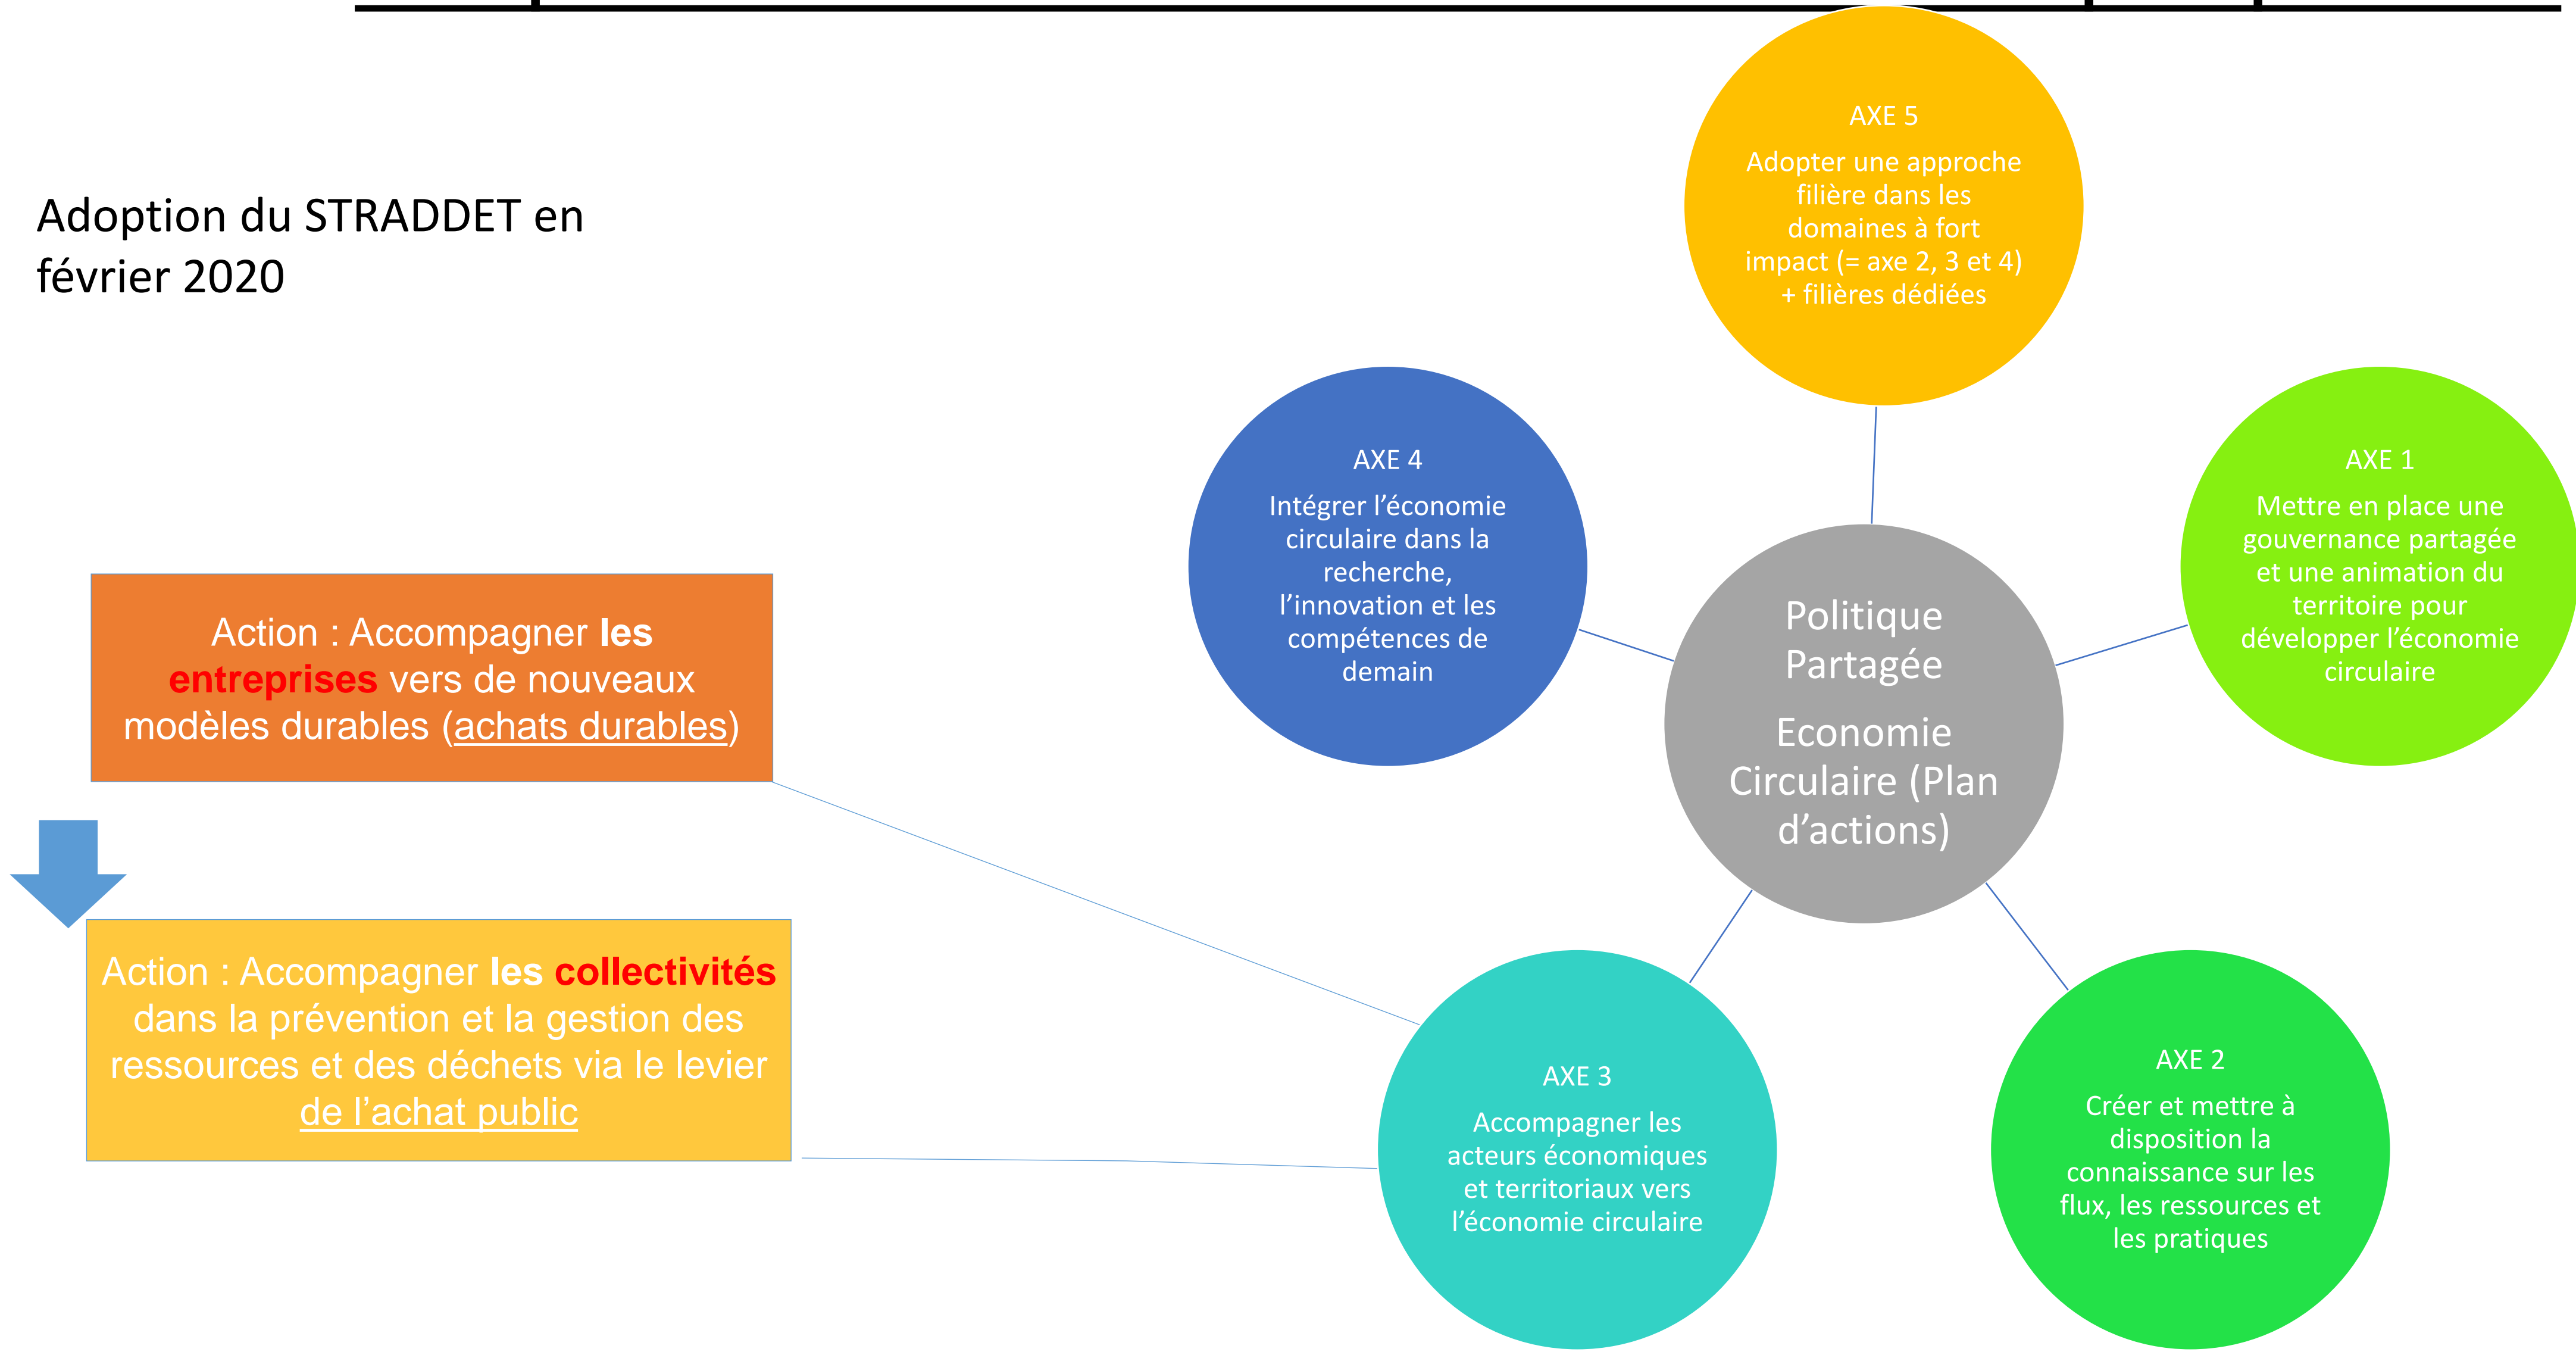 Adoption du STRADDET en
février 2020
Action : Accompagner les
entreprises vers de nouveaux
modèles durables (achats durables)
Action : Accompagner les collectivités
dans la prévention et la gestion des
ressources et des déchets via le levier
de l’achat public
AXE 5
Adopter une approche
filière dans les
domaines à fort
impact (= axe 2, 3 et 4)
+ filières dédiées
AXE 4
Intégrer l’économie
circulaire dans la
recherche,
l’innovation et les
compétences de
demain
AXE 1
Mettre en place une
gouvernance partagée
et une animation du
territoire pour
développer l’économie
circulaire
Politique
Partagée
Economie
Circulaire (Plan
d’actions)
AXE 3
Accompagner les
acteurs économiques
et territoriaux vers
l’économie circulaire
AXE 2
Créer et mettre à
disposition la
connaissance sur les
flux, les ressources et
les pratiques